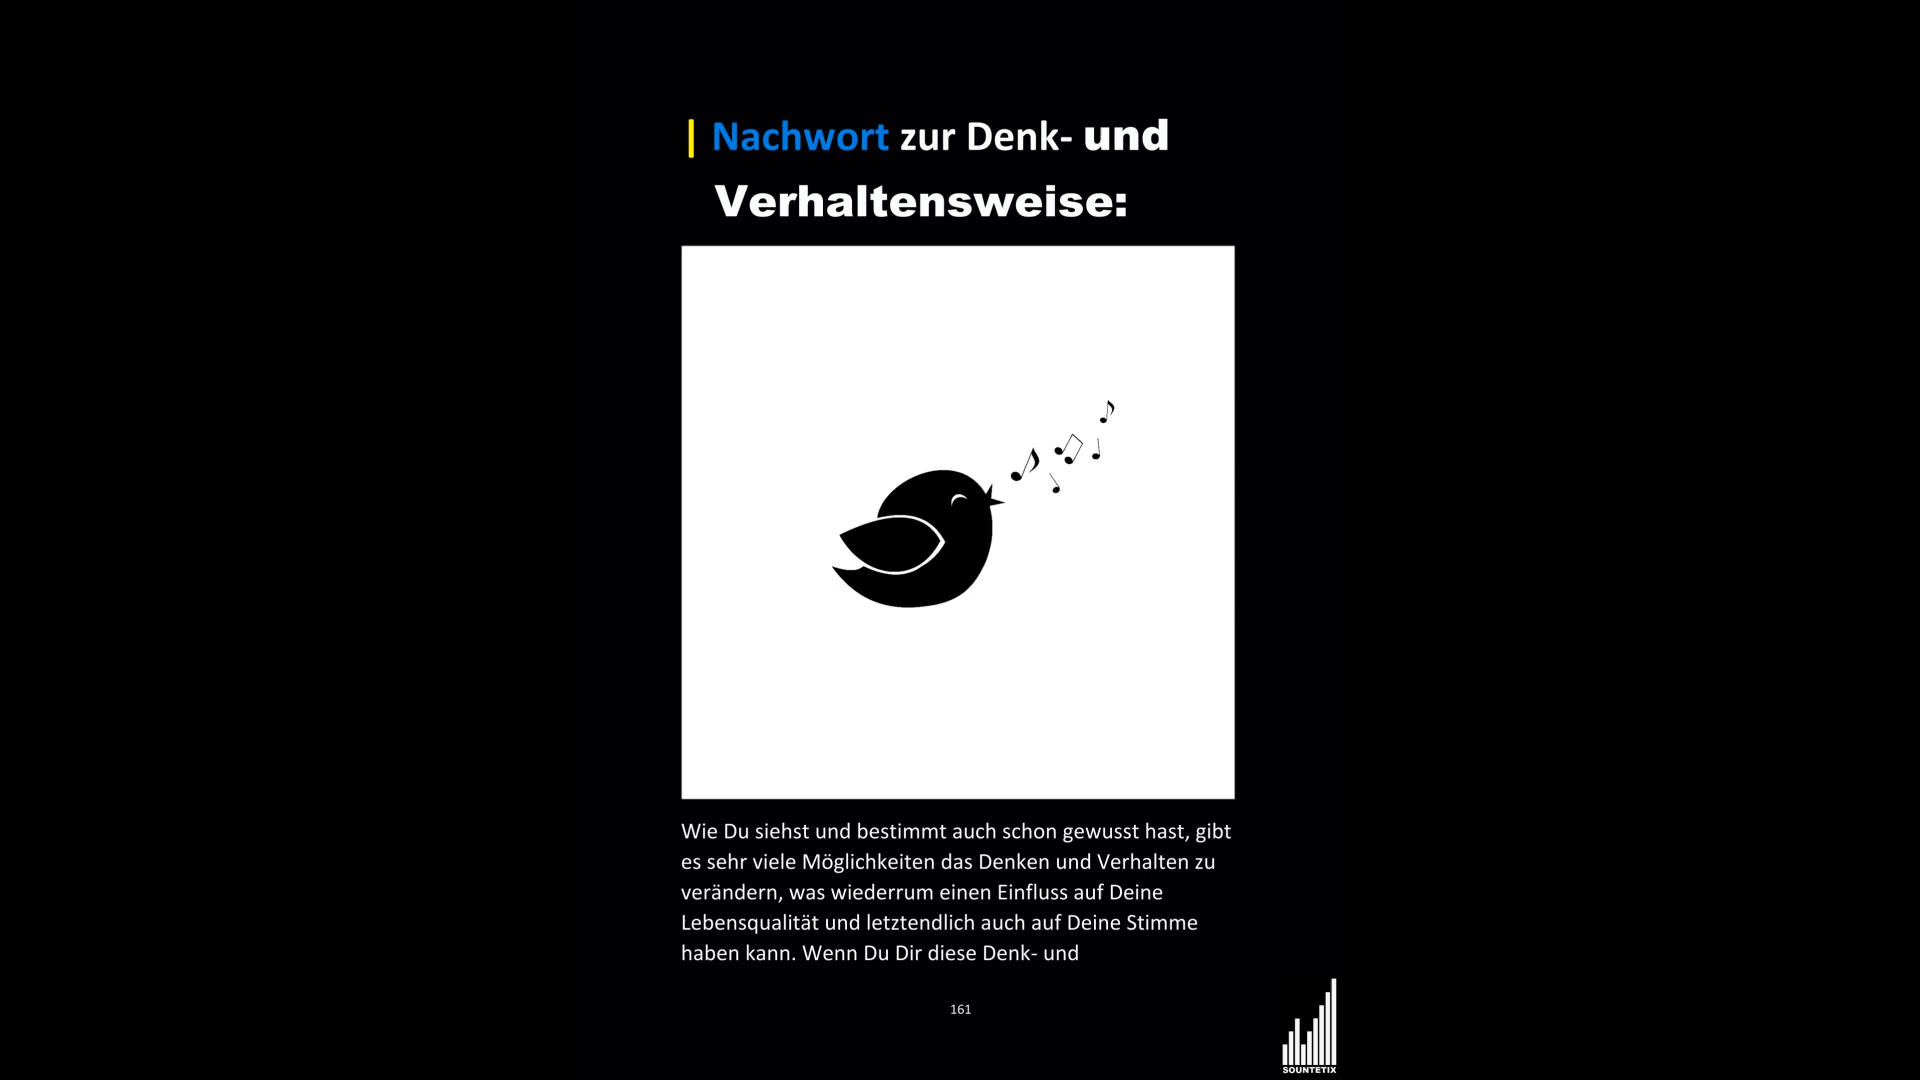 | Nachwort zur Denk- und
Verhaltensweise:
Wie Du siehst und bestimmt auch schon gewusst hast, gibt
es sehr viele Möglichkeiten das Denken und Verhalten zu
verändern, was wiederrum einen Einfluss auf Deine
Lebensqualität und letztendlich auch auf Deine Stimme
haben kann. Wenn Du Dir diese Denk- und
161
SOUNTETIX